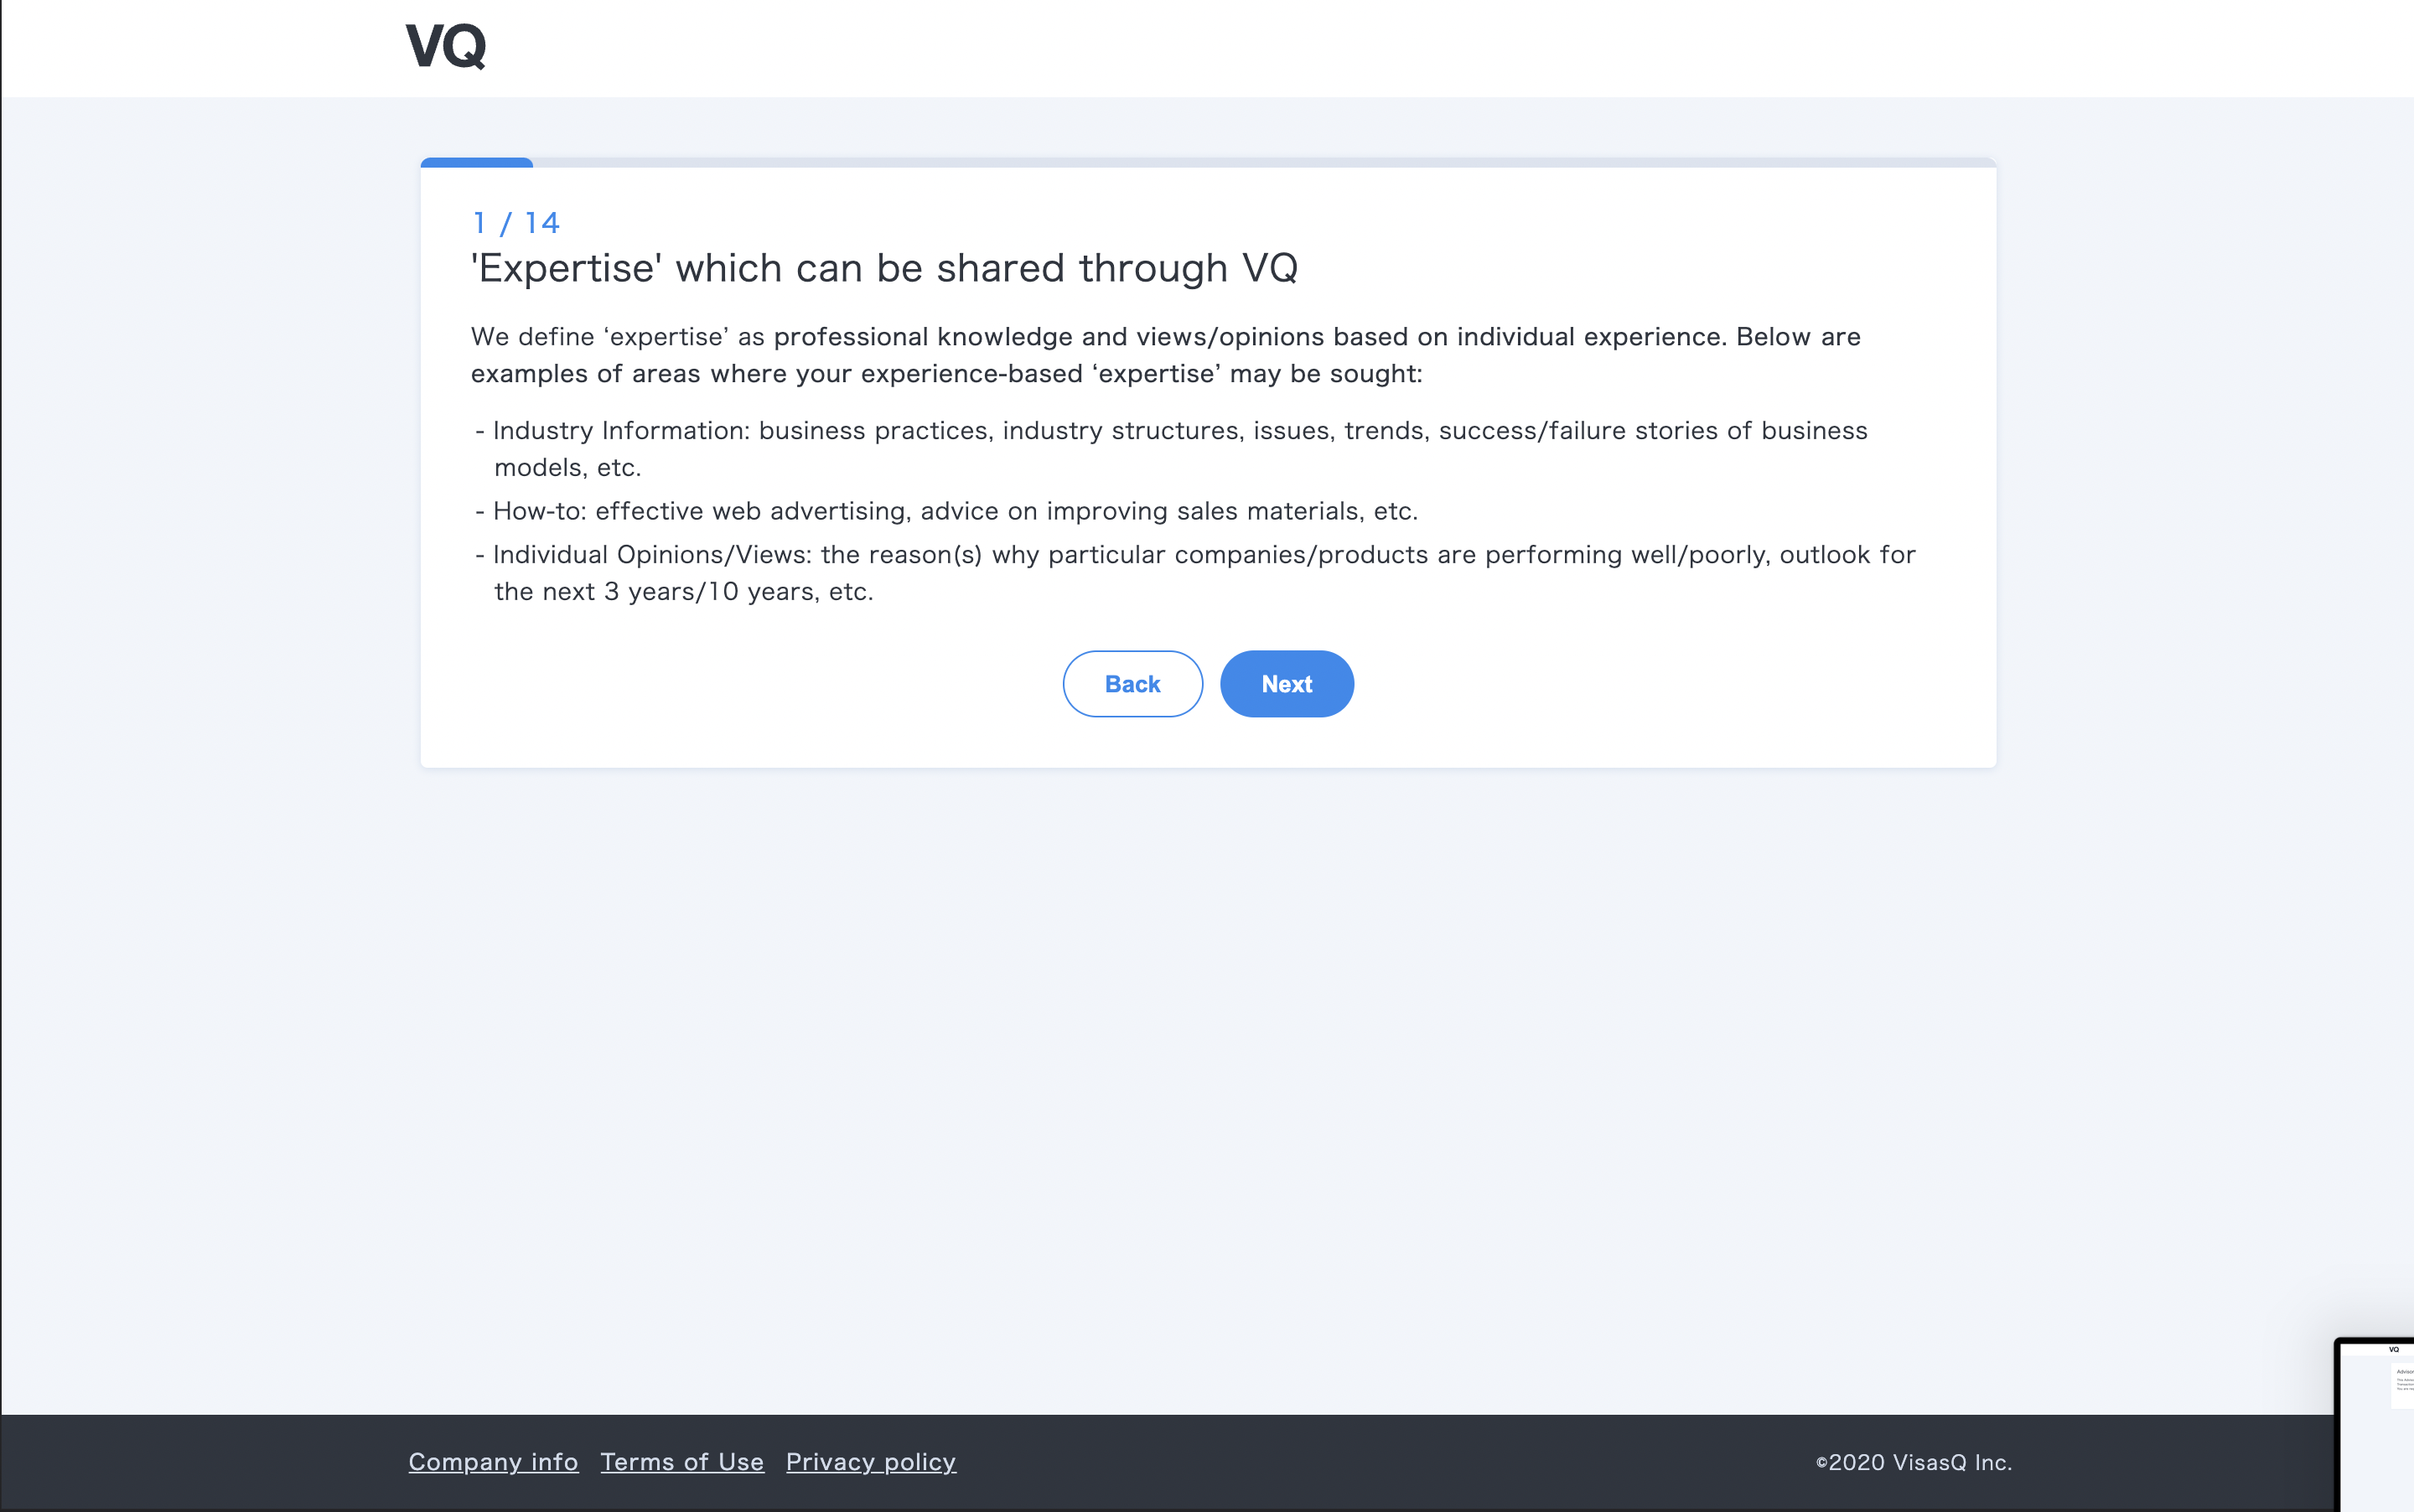 VQ
1 / 14
'Expertise' which can be shared through VQ
We define ‘expertise’ as professional knowledge and views/opinions based on individual experience. Below are
examples of areas where your experience-based ‘expertise’ may be sought:
- Industry Information: business practices, industry structures, issues, trends, success/failure stories of business
models, etc.
- How-to: effective web advertising, advice on improving sales materials, etc.
- Individual Opinions/Views: the reason(s) why particular companies/products are performing well/poorly, outlook for
the next 3 years/10 years, etc.
Back Next
VQ
Company info Terms of Use Privacy policy ©2020 VisasQ Inc.